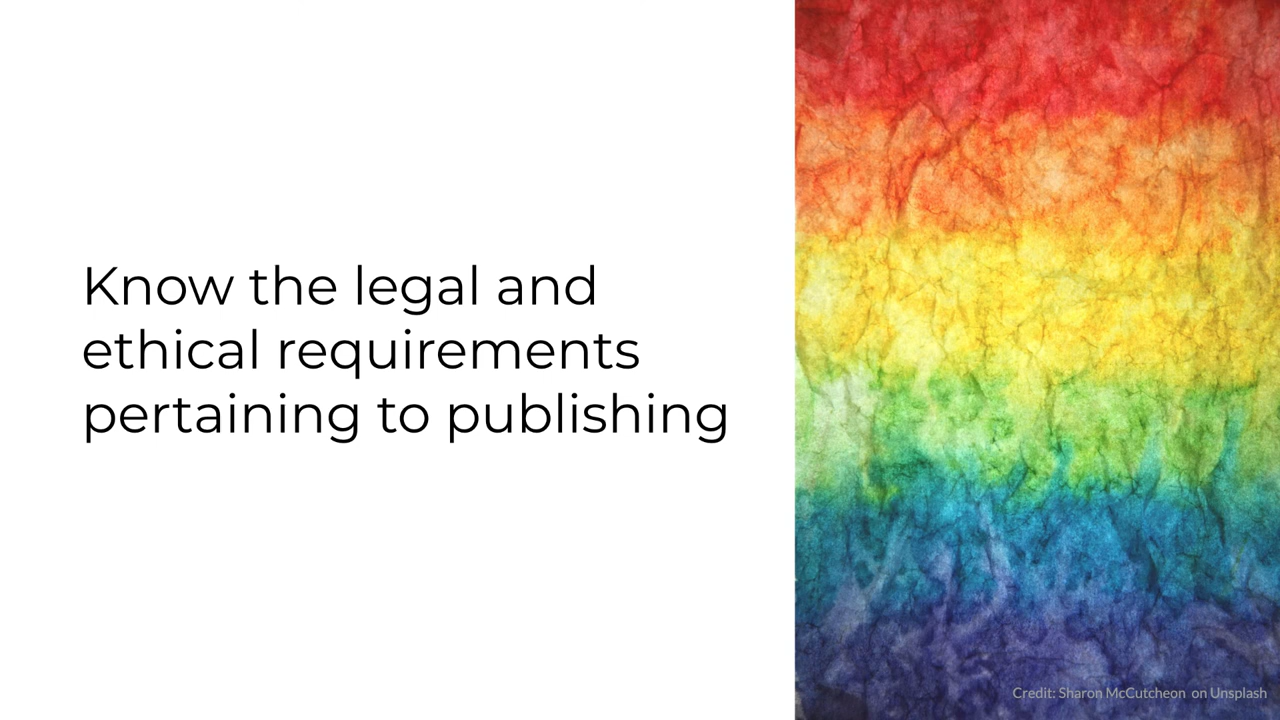 Know the legal and
ethical requirements
pertaining to publishing
Credit: Sharon McCutcheon on Unsplash